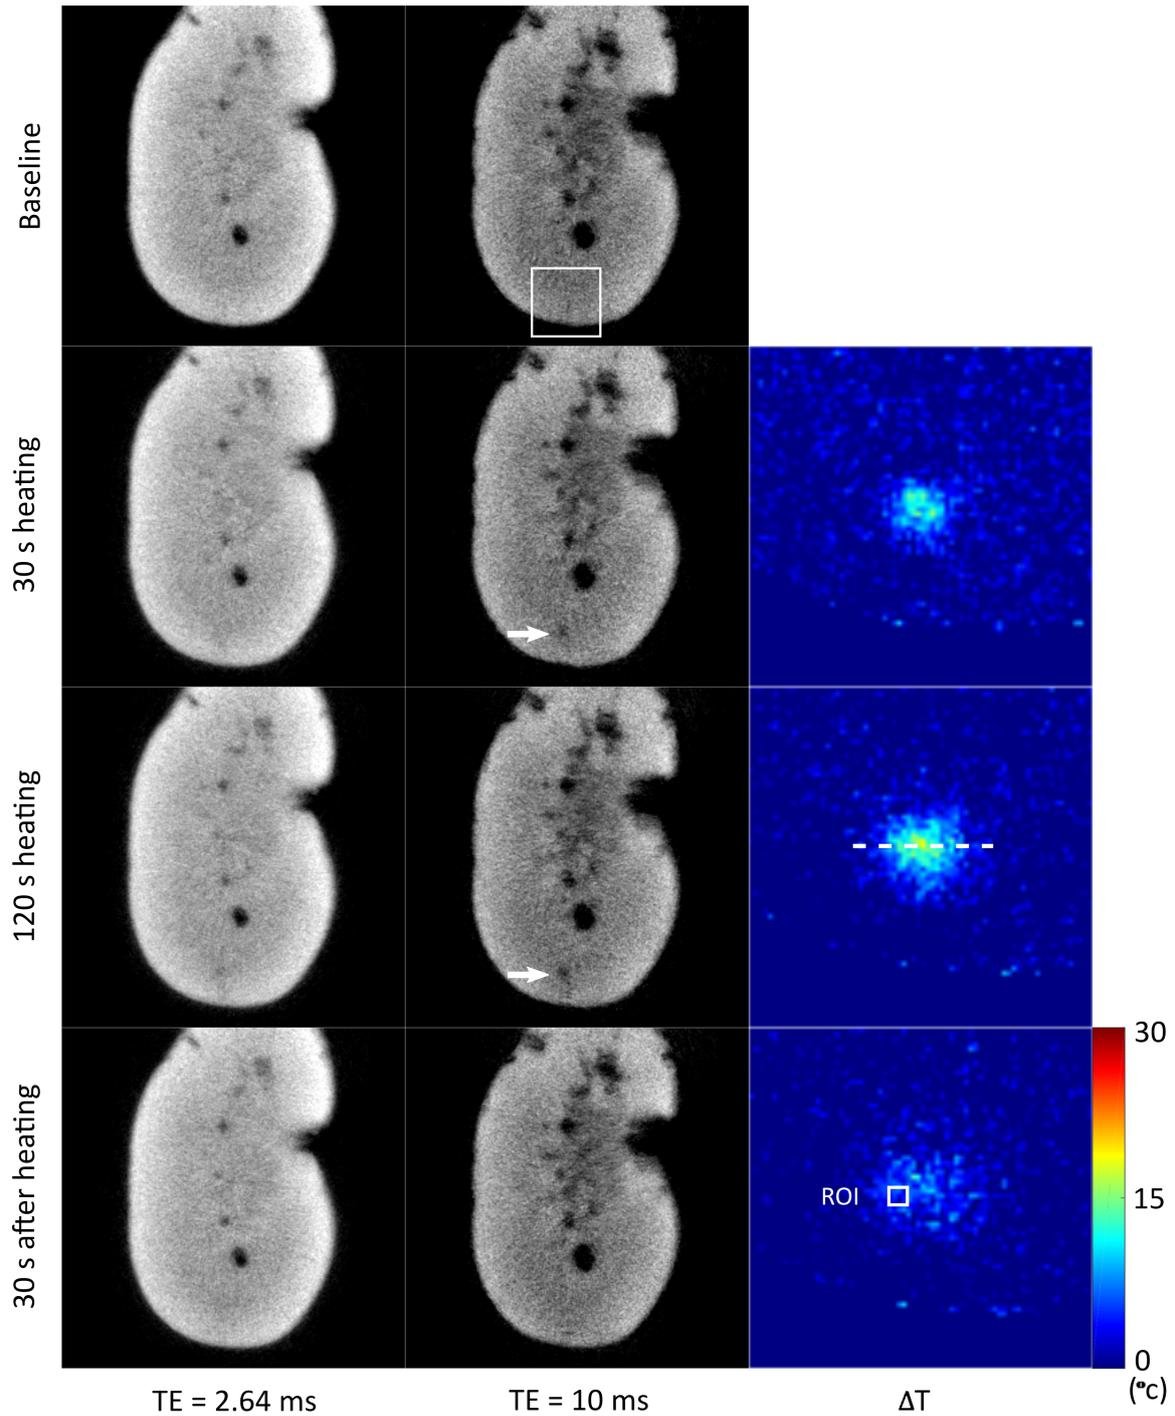 Baseline
30 s heating
120 s heating
30 s after heating
ROI
30
15
0
(°C)
TE = 2.64 ms
TE = 10 ms
ΔT